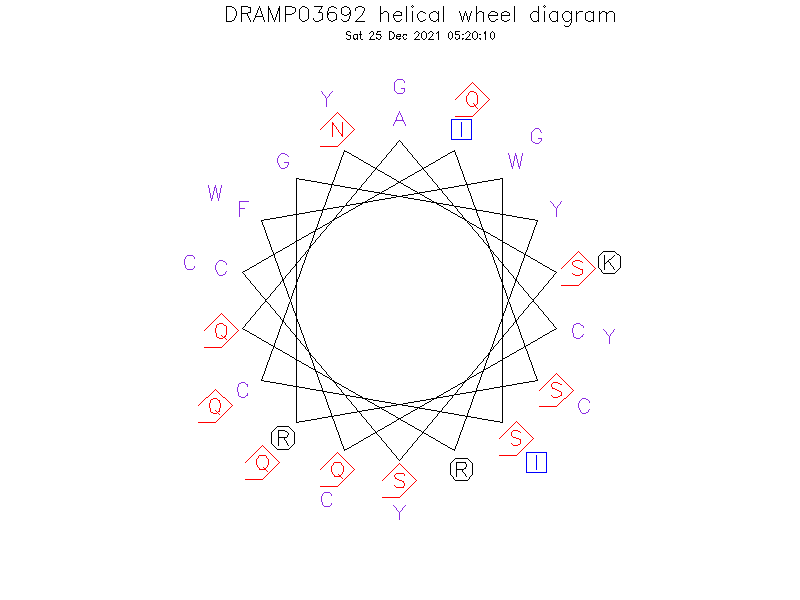 DRAMP03692 helical wheel diagram
Sat 25 Dec 2021 05:20:10
G
Y Q
A
N I
G
G W
W F Y
C C S K
Q C Y
Q C S C
R S
Q Q R I
S
C
Y